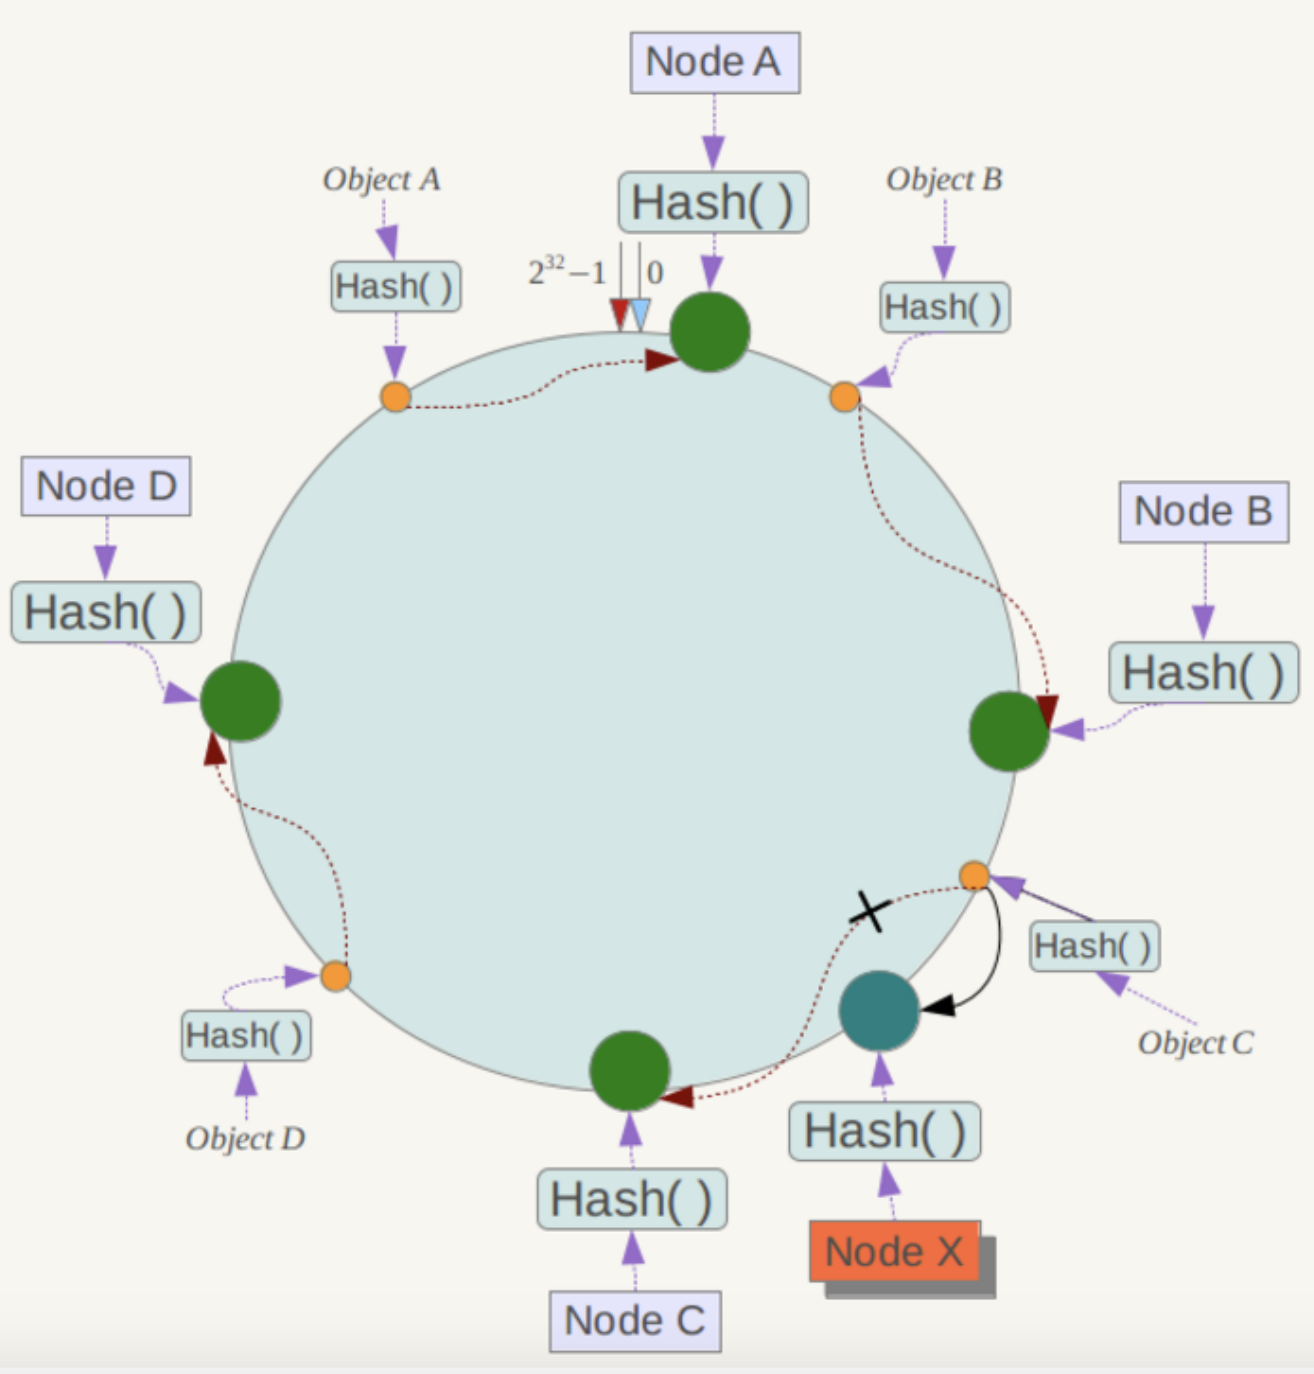 Node A
Object A
Hash( )
Object B
Hash( )
2^32−1
0
Hash( )
Node D
Node B
Hash( )
Hash( )
Hash( )
Hash( )
Object C
Object D
Hash( )
Hash( )
Node X
Node C